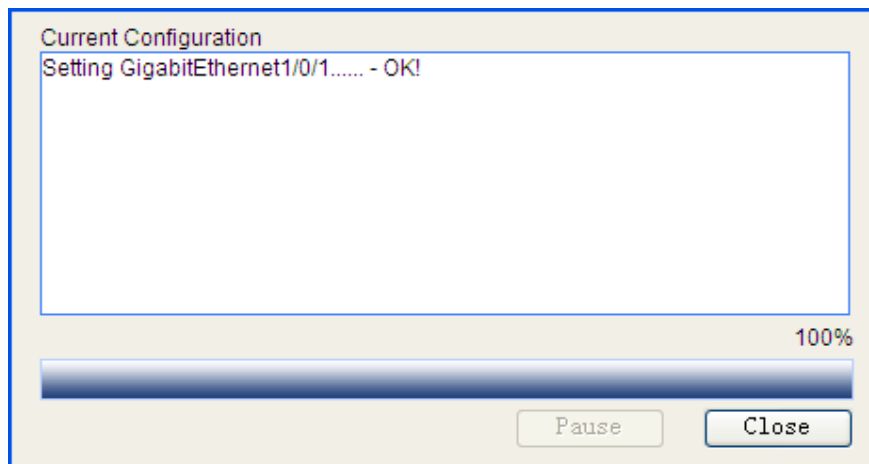 Current Configuration
Setting GigabitEthernet1/0/1...... - OK!
100%
Pause
Close